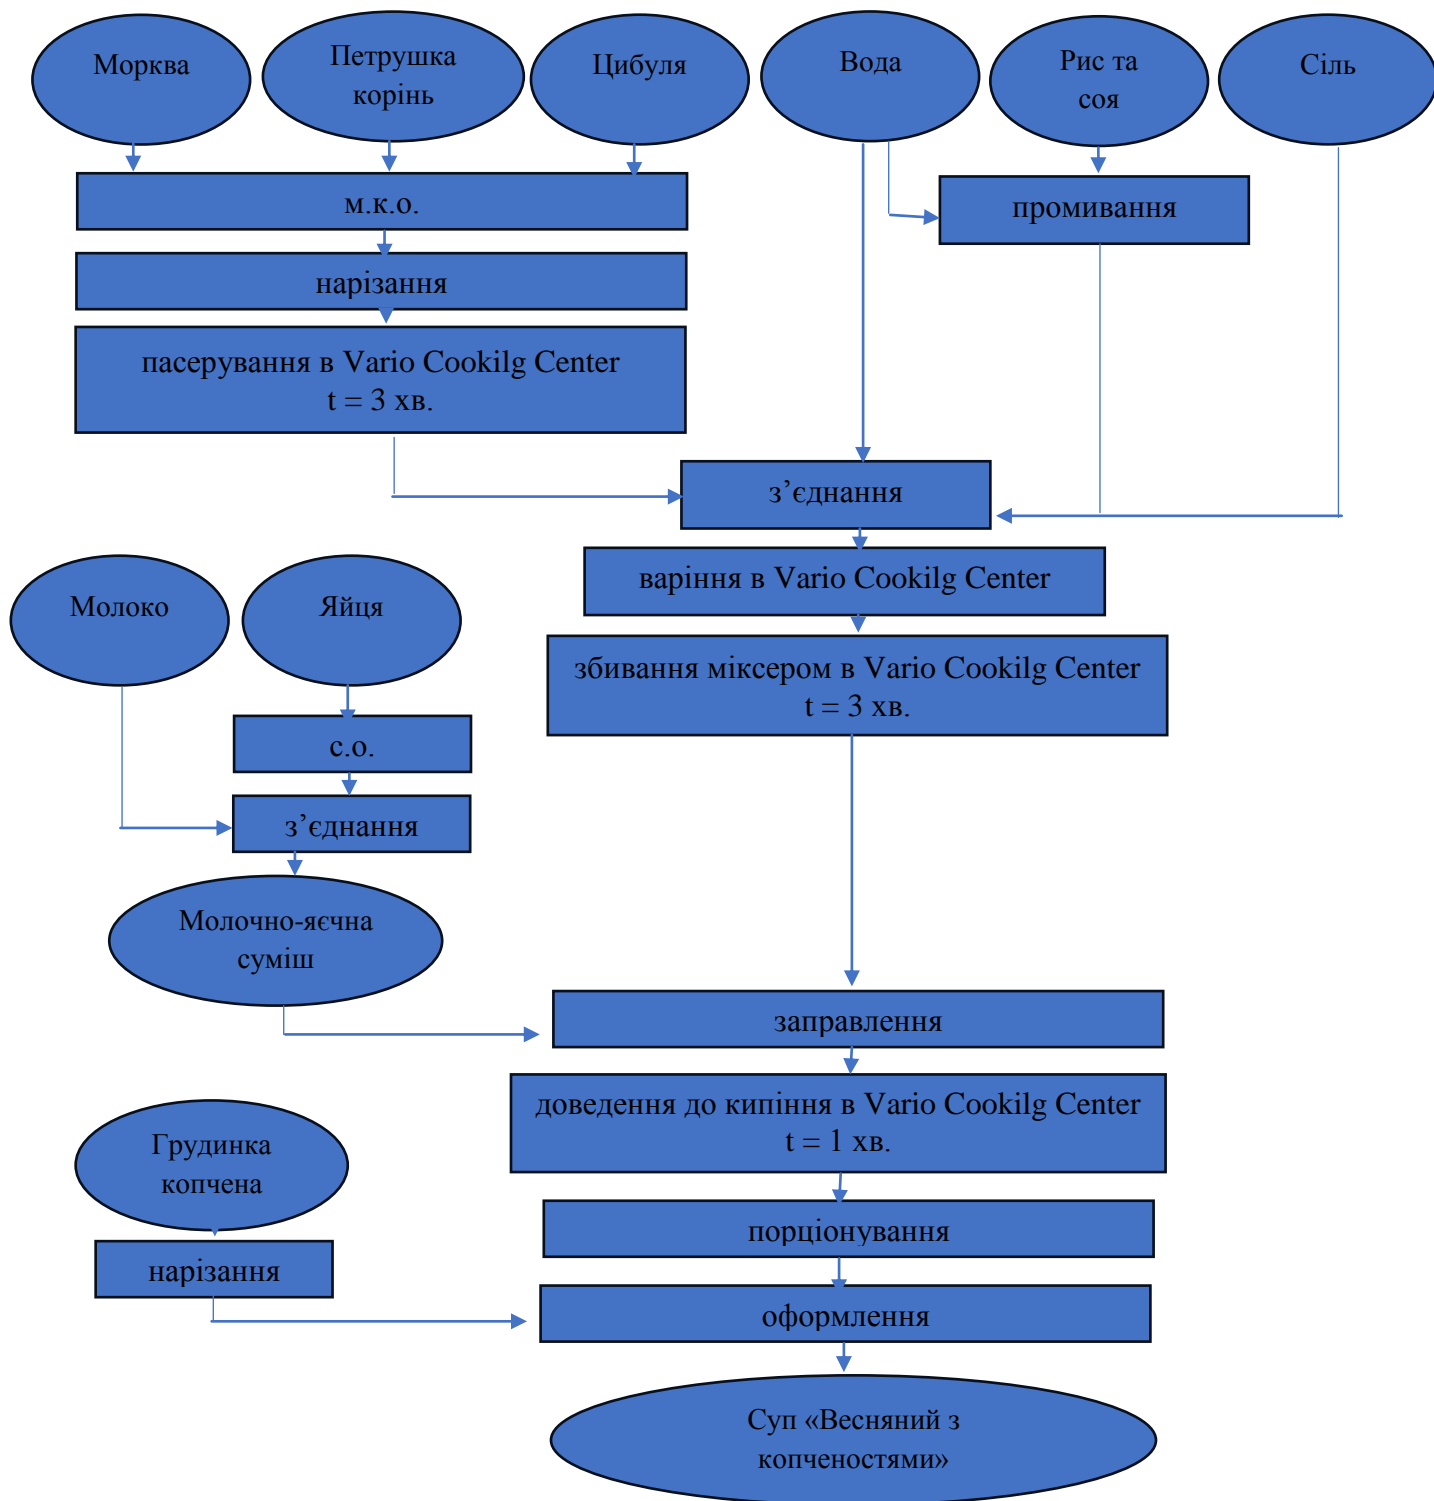 Морква
Петрушка
корінь
Цибуля
Вода
Рис та
соя
Сіль
м.к.о.
промивання
нарізання
пасерування в Vario Cookilg Center
t = 3 хв.
з’єднання
варіння в Vario Cookilg Center
Молоко
Яйця
збивання міксером в Vario Cookilg Center
t = 3 хв.
с.о.
з’єднання
Молочно-яєчна
суміш
заправлення
доведення до кипіння в Vario Cookilg Center
t = 1 хв.
Грудинка
копчена
порціонування
нарізання
оформлення
Суп «Весняний з
копченостями»